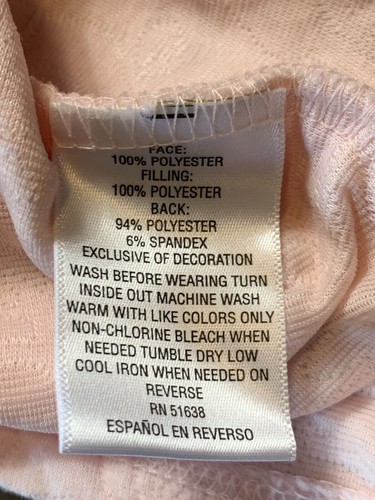 FACE:
100% POLYESTER
FILLING:
100% POLYESTER
BACK:
94% POLYESTER
6% SPANDEX
EXCLUSIVE OF DECORATION
WASH BEFORE WEARING TURN
INSIDE OUT MACHINE WASH
WARM WITH LIKE COLORS ONLY
NON-CHLORINE BLEACH WHEN
NEEDED TUMBLE DRY LOW
COOL IRON WHEN NEEDED ON
REVERSE
RN 51638
ESPAÑOL EN REVERSO